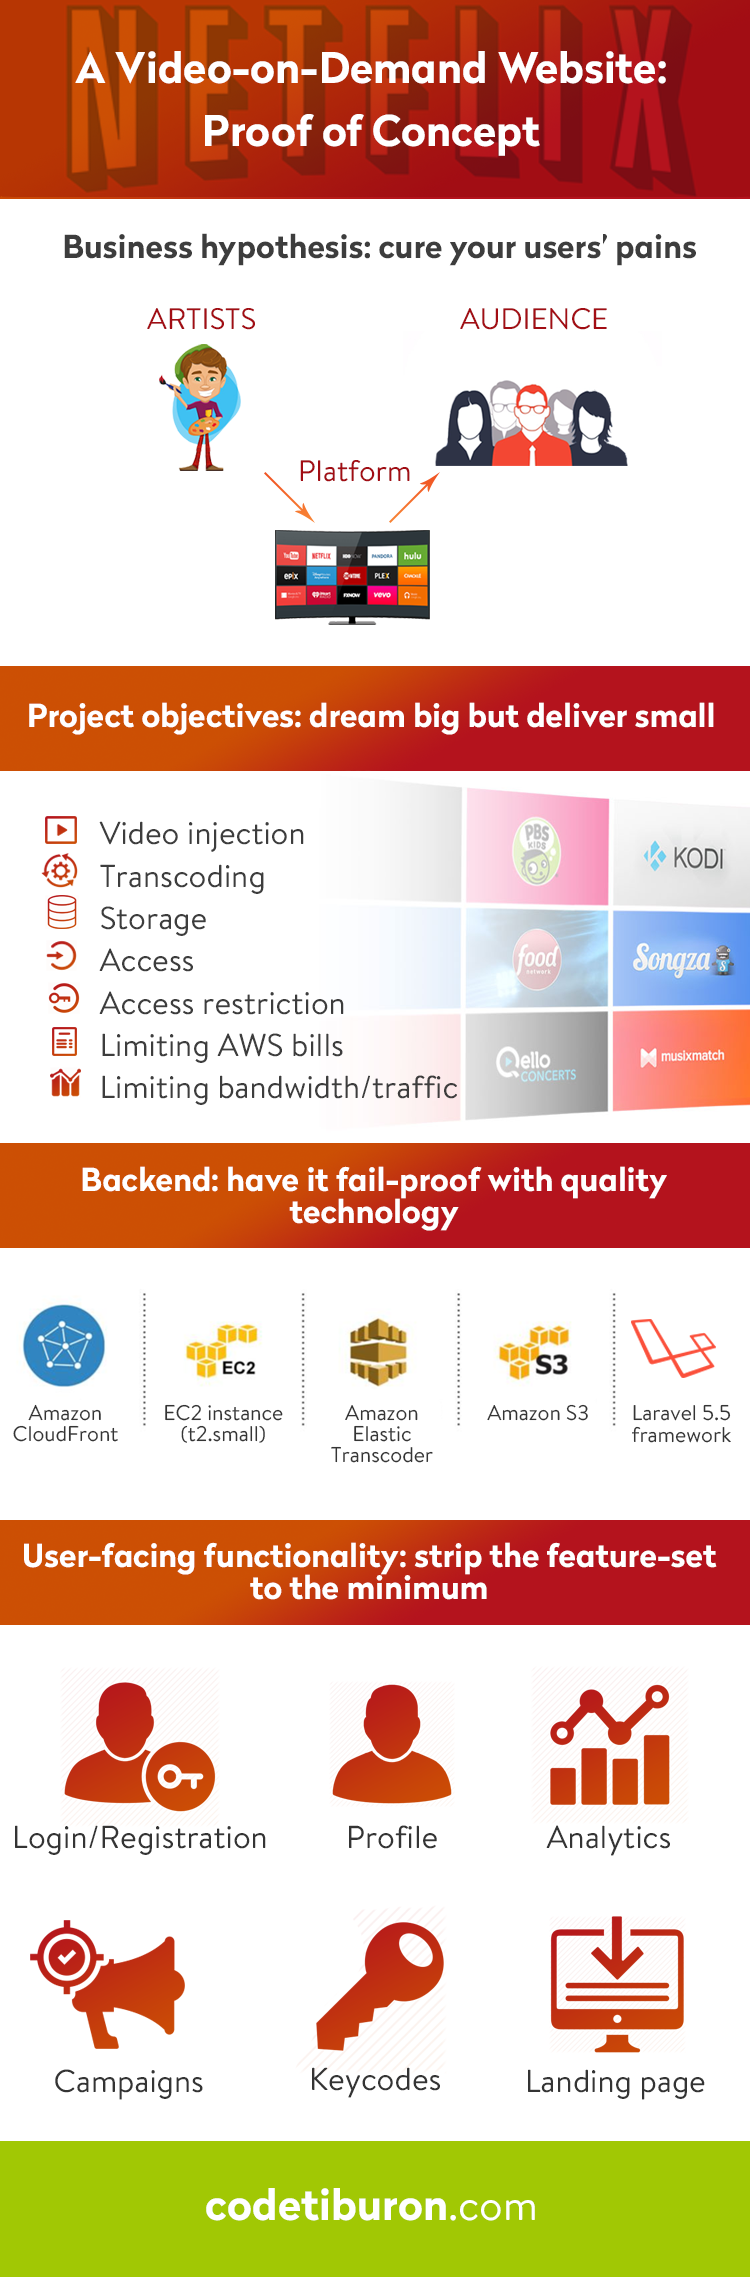 NETFLIX
A Video-on-Demand Website:
Proof of Concept
Business hypothesis: cure your users’ pains
ARTISTS
AUDIENCE
Platform
YouTube
NETFLIX
HBO NOW
PANDORA
hulu
epix
SHOWTIME
PLEX
CRACKLE
iHeart
FXNOW
vevo
Project objectives: dream big but deliver small
Video injection
Transcoding
Storage
Access
Access restriction
Limiting AWS bills
Limiting bandwidth/traffic
PBS
KIDS
KODI
food
network
Songza
S
Qello
CONCERTS
musixmatch
Backend: have it fail-proof with quality
technology
EC2
S3
Amazon
CloudFront
EC2 instance
(t2.small)
Amazon
Elastic
Transcoder
Amazon S3
Laravel 5.5
framework
User-facing functionality: strip the feature-set
to the minimum
Login/Registration
Profile
Analytics
Campaigns
Keycodes
Landing page
codetiburon.com